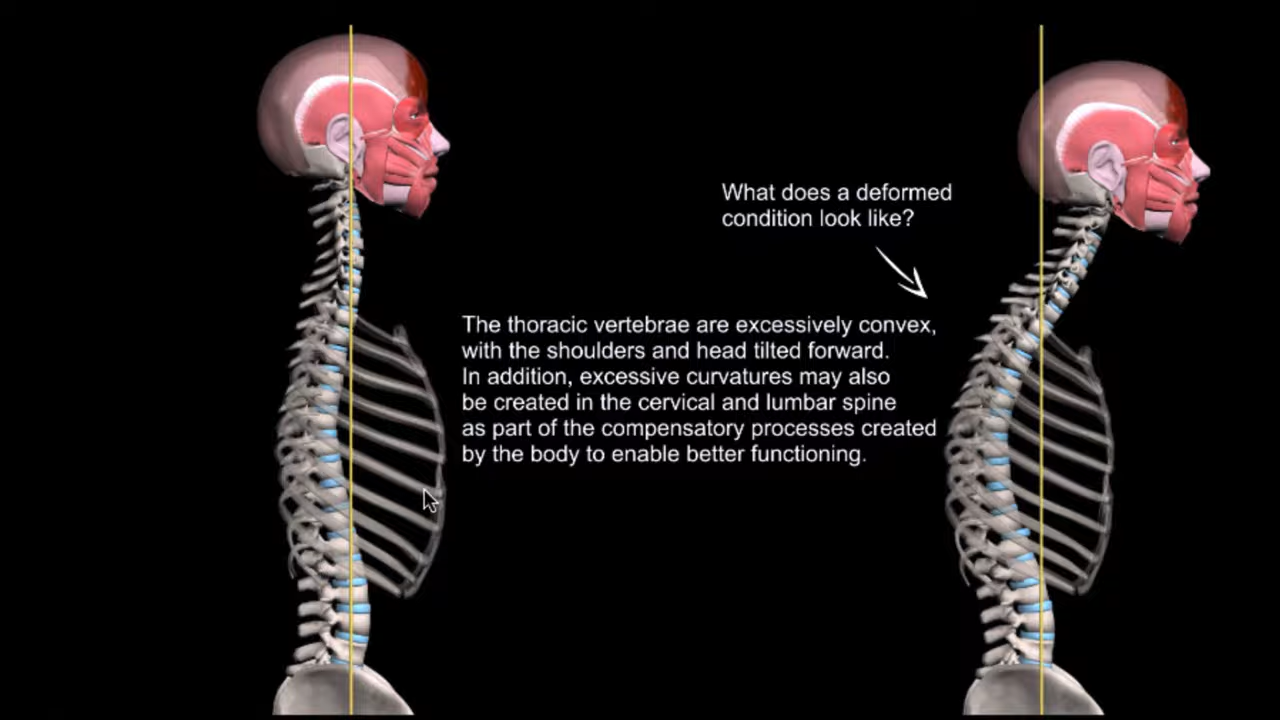 What does a deformed
condition look like?
The thoracic vertebrae are excessively convex,
with the shoulders and head tilted forward.
In addition, excessive curvatures may also
be created in the cervical and lumbar spine
as part of the compensatory processes created
by the body to enable better functioning.